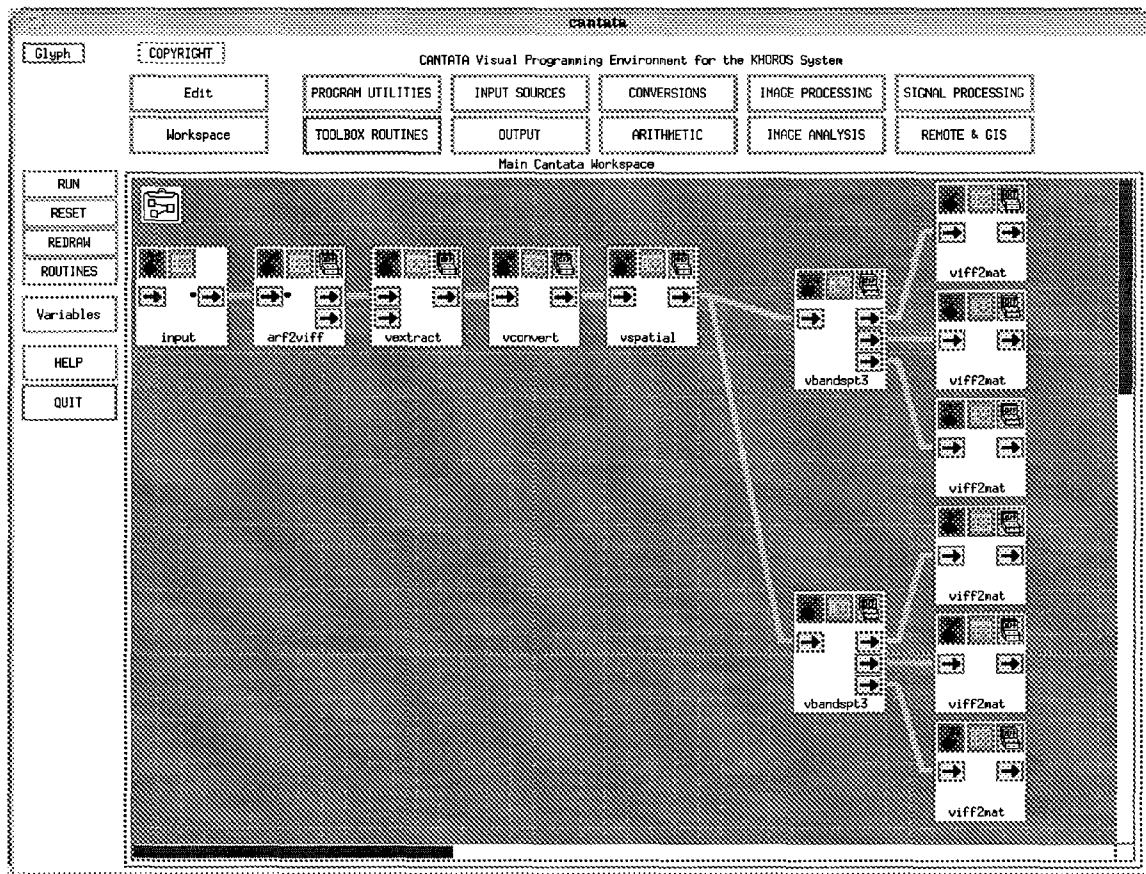 cantata
Glyph
COPYRIGHT
CANTATA Visual Programming Environment for the KHOROS System
Edit
PROGRAM UTILITIES
INPUT SOURCES
CONVERSIONS
IMAGE PROCESSING
SIGNAL PROCESSING
Workspace
TOOLBOX ROUTINES
OUTPUT
ARITHMETIC
IMAGE ANALYSIS
REMOTE & GIS
Main Cantata Workspace
RUN
RESET
REDRAW
ROUTINES
Variables
HELP
QUIT
input
arf2viff
vextract
vconvert
vspatial
vbandspt3
viff2mat
viff2mat
viff2mat
viff2mat
vbandspt3
viff2mat
viff2mat